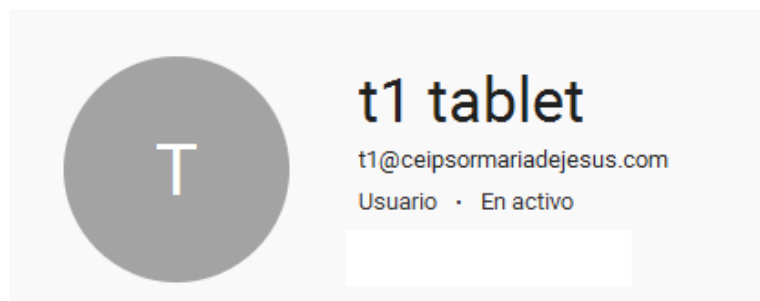 T
t1 tablet
t1@ceipsormariadejesus.com
Usuario · En activo